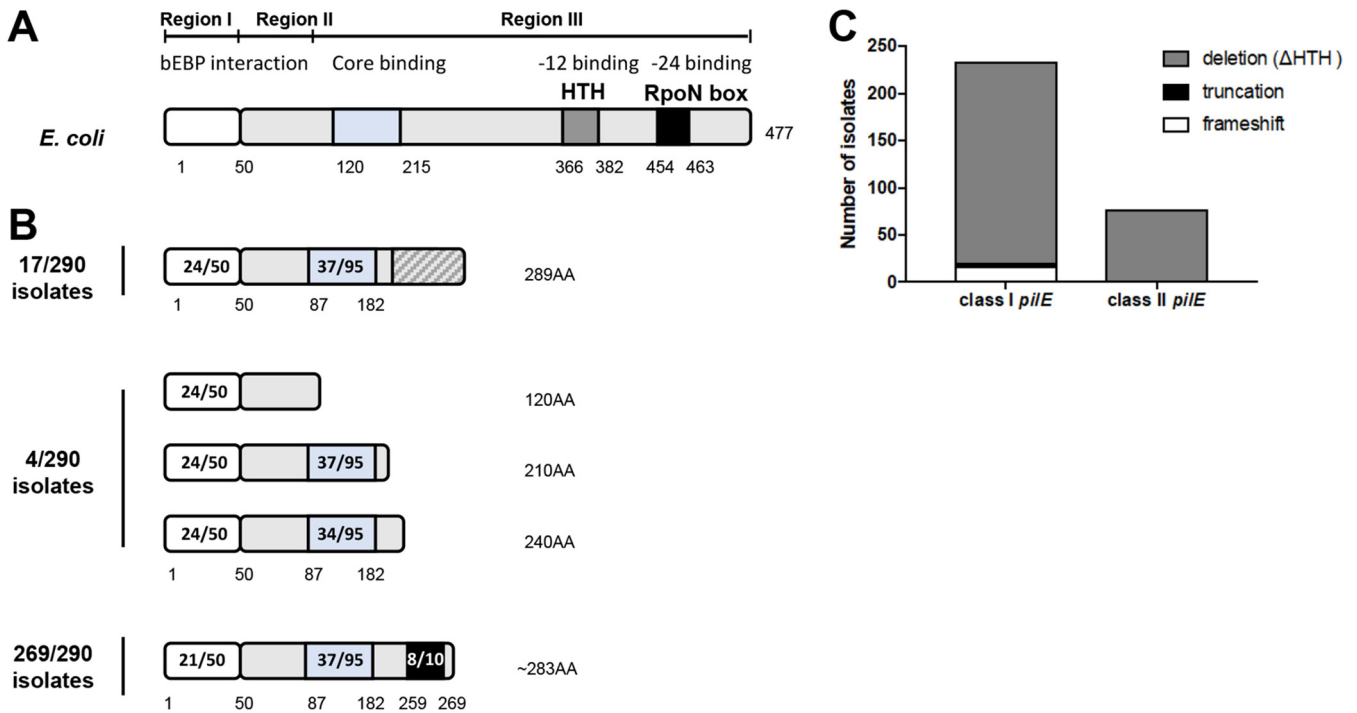 A
Region I Region II Region III
bEBP interaction Core binding -12 binding -24 binding
HTH RpoN box
E. coli
477
1 50 120 215 366 382 454 463
B
17/290
isolates
24/50 37/95
289AA
1 50 87 182
4/290
isolates
24/50
120AA
24/50 37/95
210AA
24/50 34/95
240AA
1 50 87 182
269/290
isolates
21/50 37/95 8/10
~283AA
1 50 87 182 259 269
C
Number of isolates
250
200
150
100
50
0
class I pilE class II pilE
deletion (ΔHTH )
truncation
frameshift